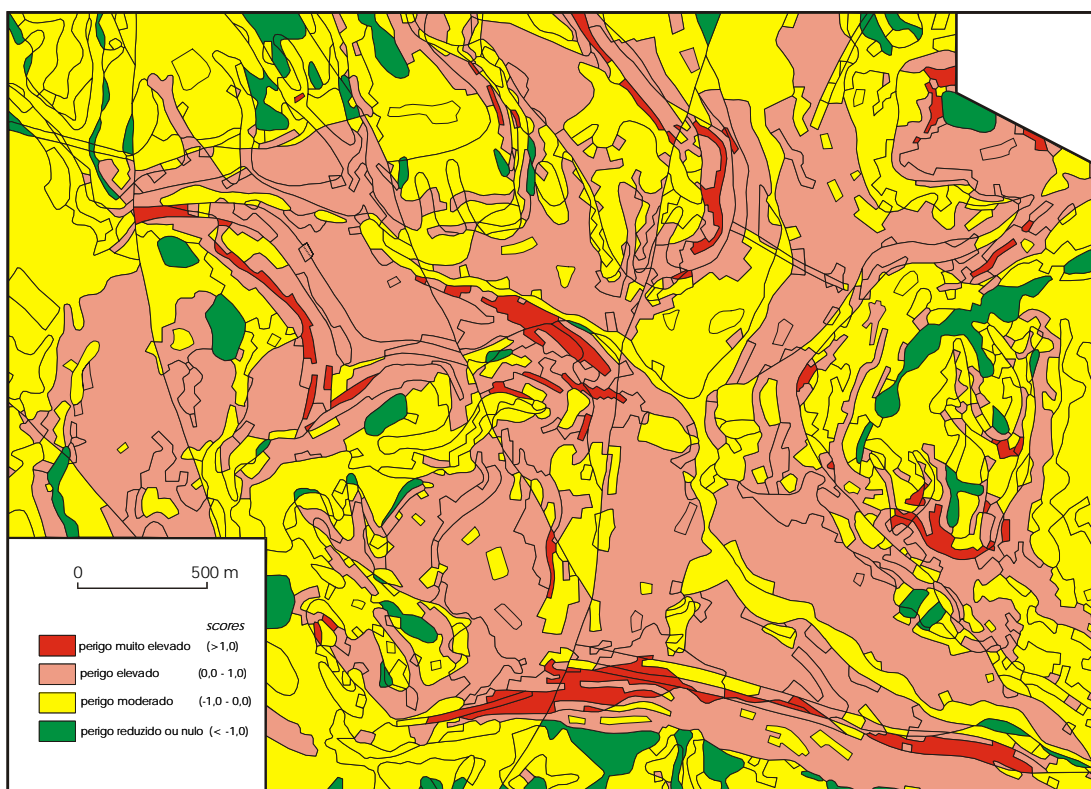 0 500 m
scores
perigo muito elevado (>1,0)
perigo elevado (0,0 - 1,0)
perigo moderado (-1,0 - 0,0)
perigo reduzido ou nulo (< -1,0)